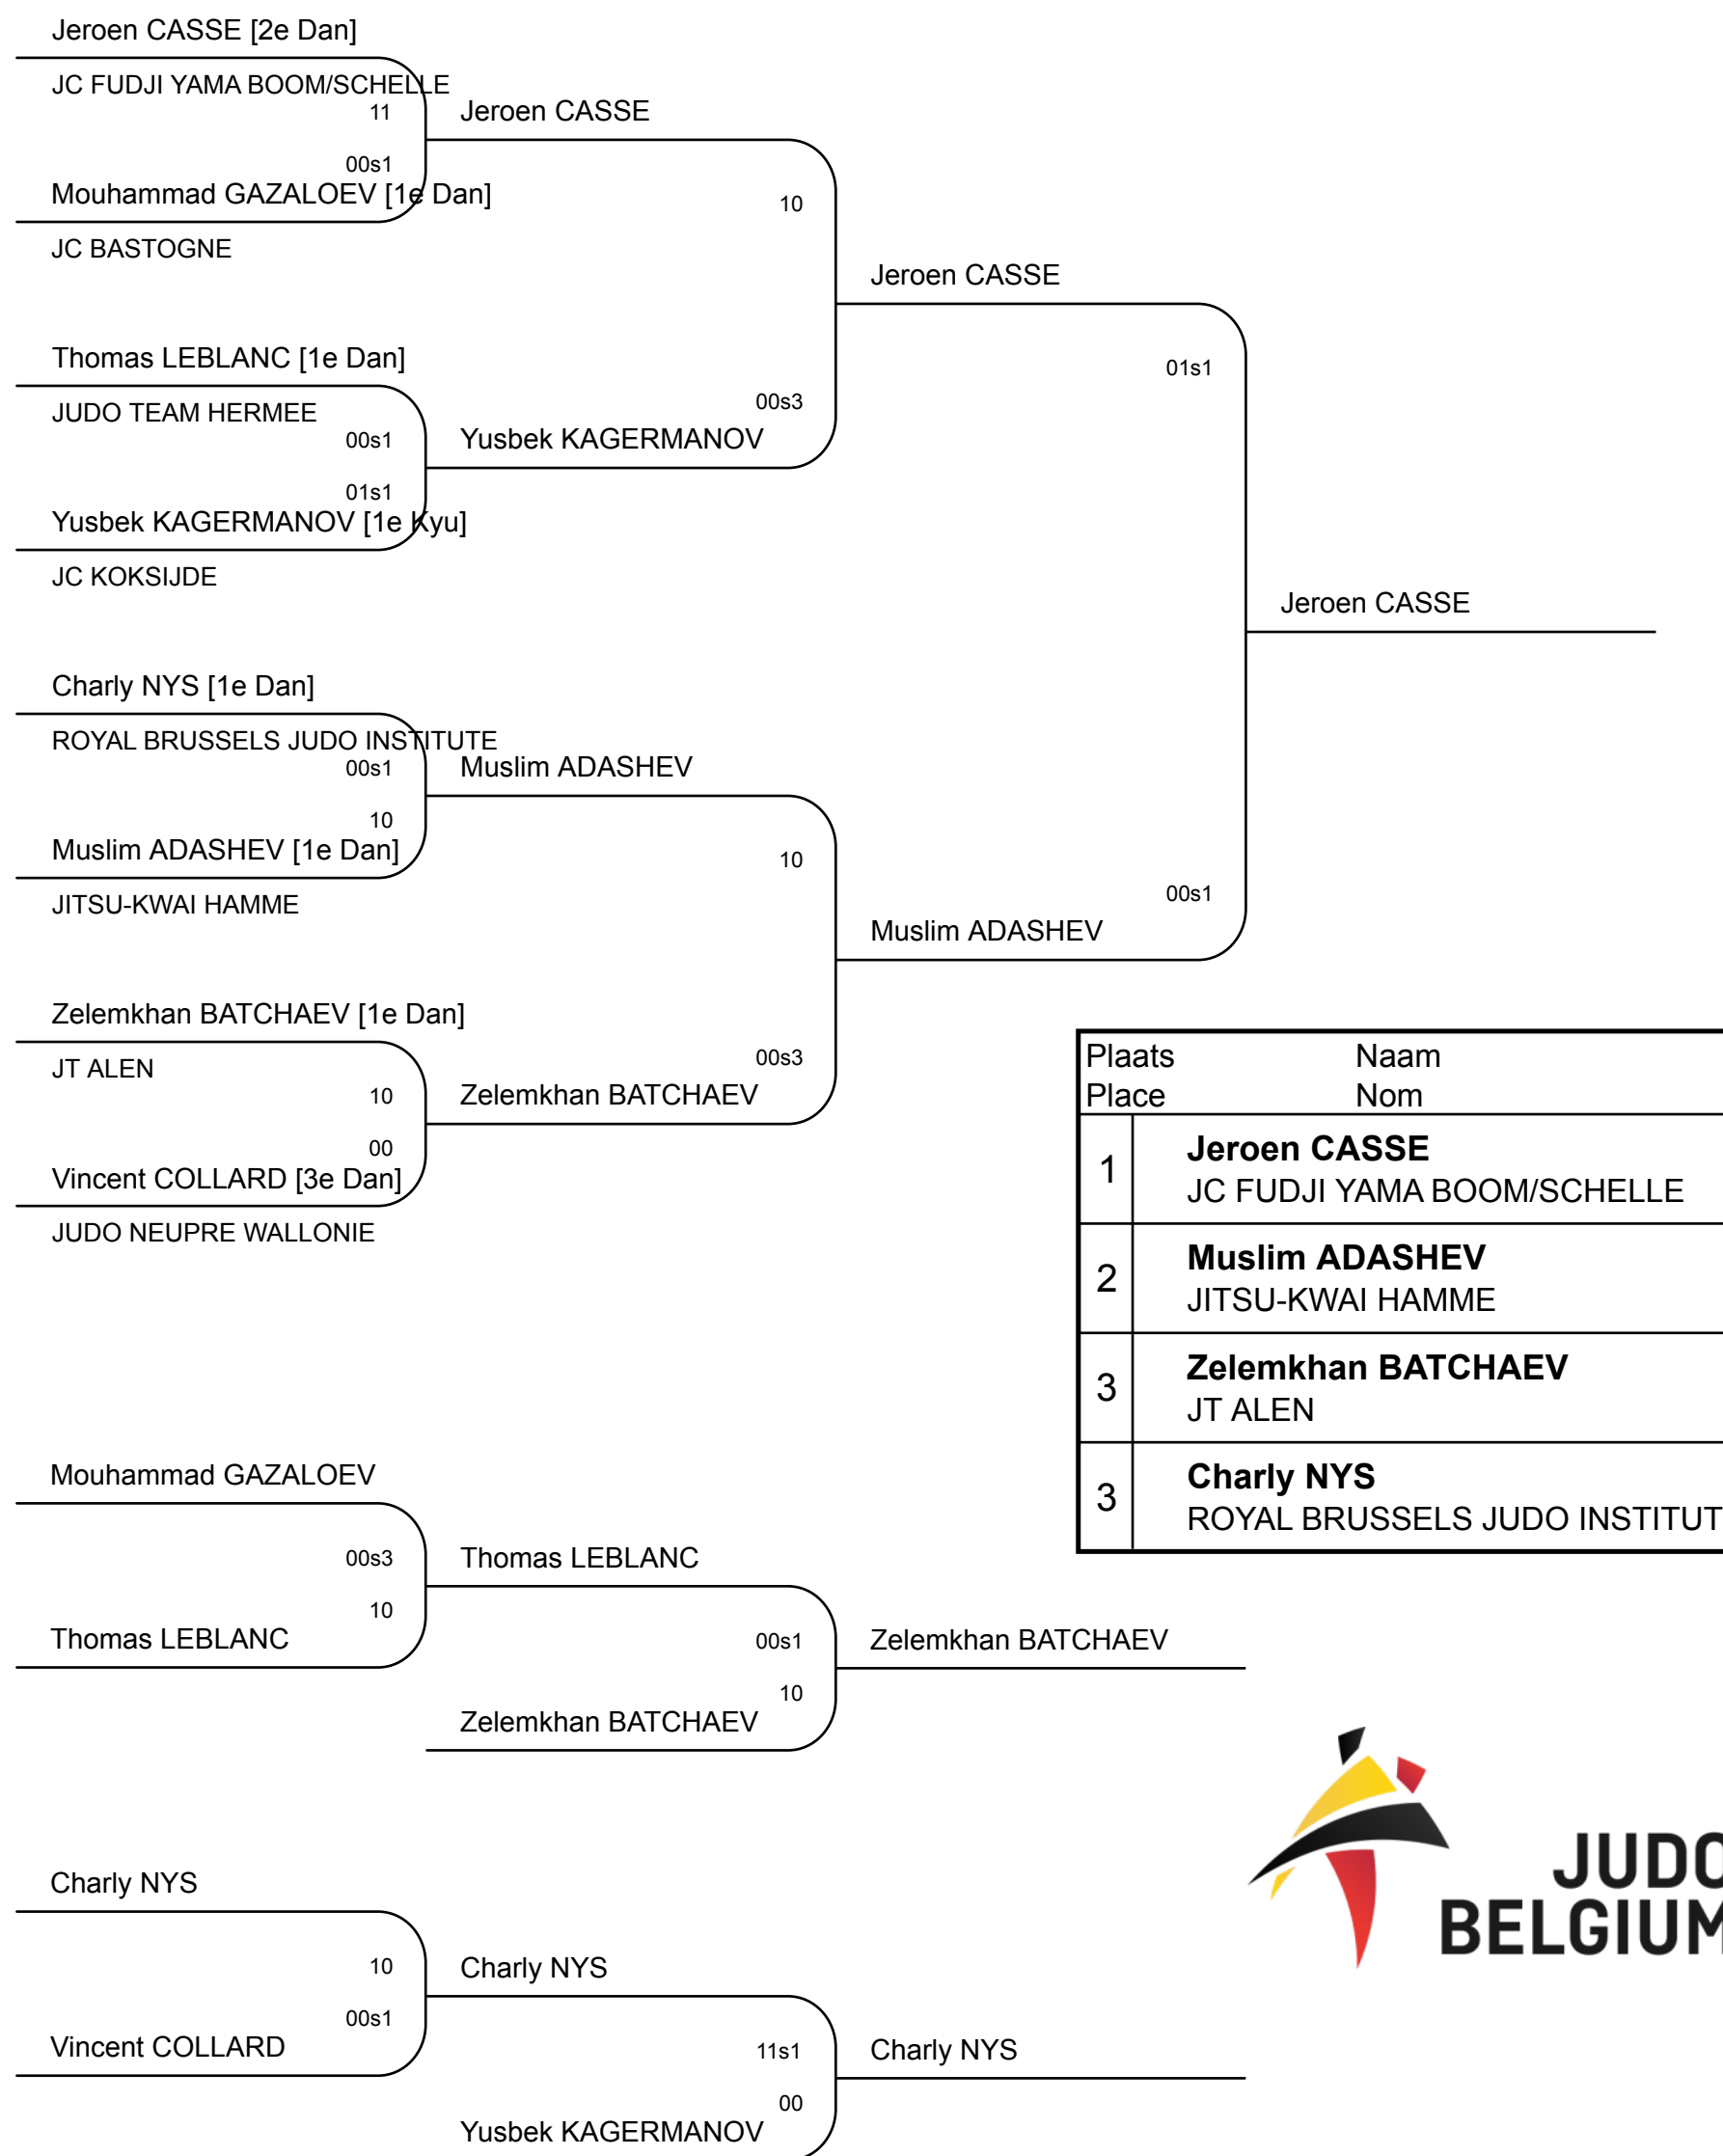 Jeroen CASSE [2e Dan]
JC FUDJI YAMA BOOM/SCHELLE
11
Jeroen CASSE
00s1
Mouhammad GAZALOEV [1e Dan]
10
JC BASTOGNE
Jeroen CASSE
Thomas LEBLANC [1e Dan]
01s1
JUDO TEAM HERMEE
00s3
00s1
Yusbek KAGERMANOV
01s1
Yusbek KAGERMANOV [1e Kyu]
JC KOKSIJDE
Jeroen CASSE
Charly NYS [1e Dan]
ROYAL BRUSSELS JUDO INSTITUTE
00s1
Muslim ADASHEV
10
Muslim ADASHEV [1e Dan]
10
JITSU-KWAI HAMME
00s1
Muslim ADASHEV
Zelemkhan BATCHAEV [1e Dan]
JT ALEN
00s3
10
Zelemkhan BATCHAEV
00
Vincent COLLARD [3e Dan]
JUDO NEUPRE WALLONIE
Plaats Naam
Place Nom
1 Jeroen CASSE
JC FUDJI YAMA BOOM/SCHELLE
2 Muslim ADASHEV
JITSU-KWAI HAMME
3 Zelemkhan BATCHAEV
JT ALEN
3 Charly NYS
ROYAL BRUSSELS JUDO INSTITUT
Mouhammad GAZALOEV
00s3
Thomas LEBLANC
10
Thomas LEBLANC
00s1
Zelemkhan BATCHAEV
10
Zelemkhan BATCHAEV
Charly NYS
10
Charly NYS
00s1
Vincent COLLARD
11s1
Charly NYS
00
Yusbek KAGERMANOV
JUDO
BELGIUM